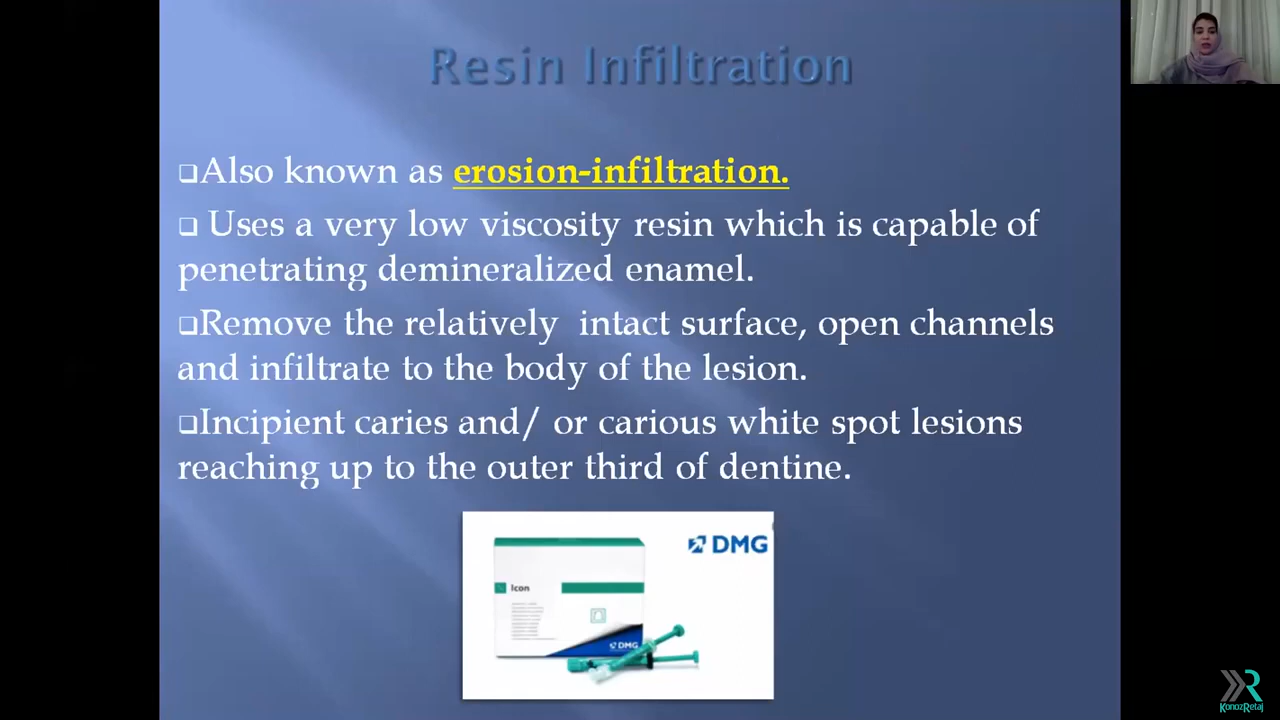 Resin Infiltration
❑Also known as erosion-infiltration.
❑ Uses a very low viscosity resin which is capable of
penetrating demineralized enamel.
❑Remove the relatively intact surface, open channels
and infiltrate to the body of the lesion.
❑Incipient caries and/ or carious white spot lesions
reaching up to the outer third of dentine.
DMG
Icon
DMG
KonozRetaj